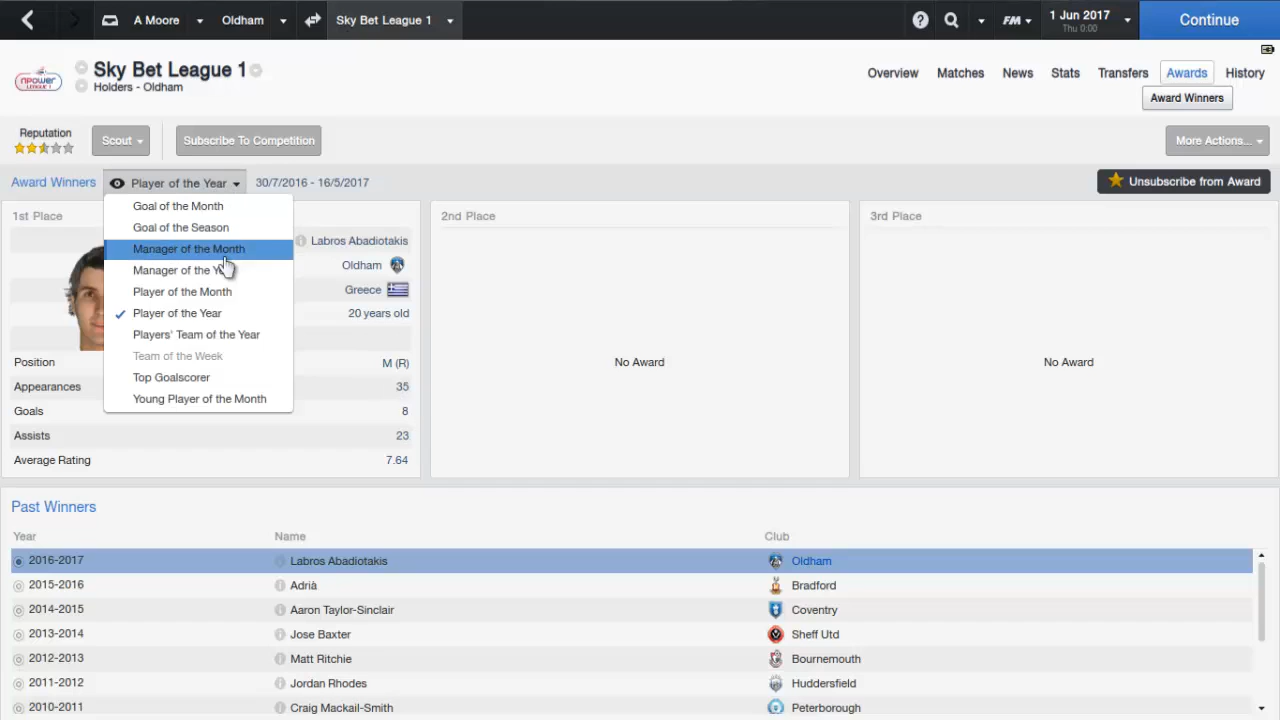 A Moore
Oldham
Sky Bet League 1
FM
1 Jun 2017
Thu 0:00
Continue
npower
LEAGUE 1
Sky Bet League 1
Holders - Oldham
Overview
Matches
News
Stats
Transfers
Awards
History
Award Winners
Reputation
Scout
Subscribe To Competition
More Actions...
Award Winners
Player of the Year
30/7/2016 - 16/5/2017
Unsubscribe from Award
Goal of the Month
Goal of the Season
Manager of the Month
Manager of the Ye
Player of the Month
Player of the Year
Players' Team of the Year
Team of the Week
Top Goalscorer
Young Player of the Month
1st Place
Labros Abadiotakis
Oldham
Greece
20 years old
Position M (R)
Appearances 35
Goals 8
Assists 23
Average Rating 7.64
2nd Place
No Award
3rd Place
No Award
Past Winners
Year Name Club
2016-2017 Labros Abadiotakis Oldham
2015-2016 Adrià Bradford
2014-2015 Aaron Taylor-Sinclair Coventry
2013-2014 Jose Baxter Sheff Utd
2012-2013 Matt Ritchie Bournemouth
2011-2012 Jordan Rhodes Huddersfield
2010-2011 Craig Mackail-Smith Peterborough